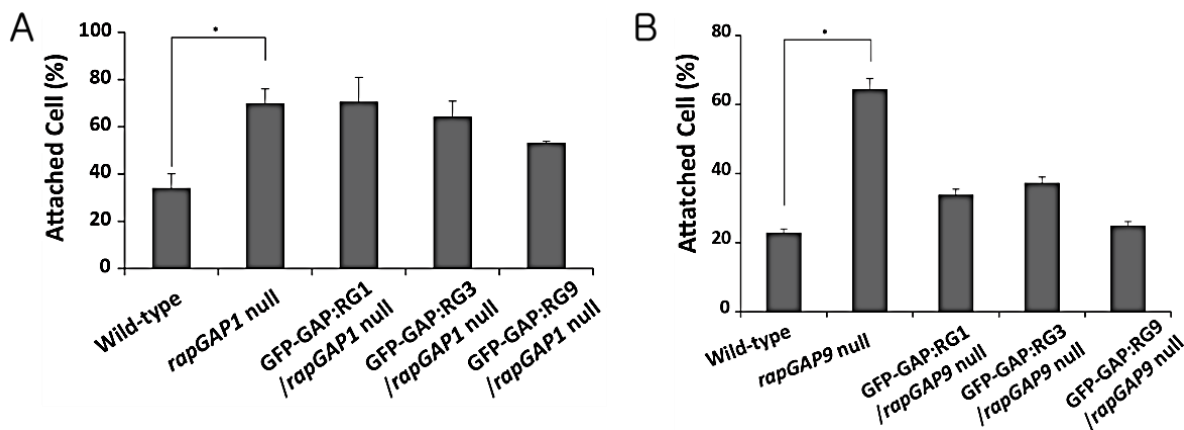 A
Attached Cell (%)
100
80
60
40
20
0
*
Wild-type
rapGAP1 null
GFP-GAP:RG1
/rapGAP1 null
GFP-GAP:RG3
/rapGAP1 null
GFP-GAP:RG9
/rapGAP1 null
B
Attatched Cell (%)
80
60
40
20
0
*
Wild-type
rapGAP9 null
GFP-GAP:RG1
/rapGAP9 null
GFP-GAP:RG3
/rapGAP9 null
GFP-GAP:RG9
/rapGAP9 null